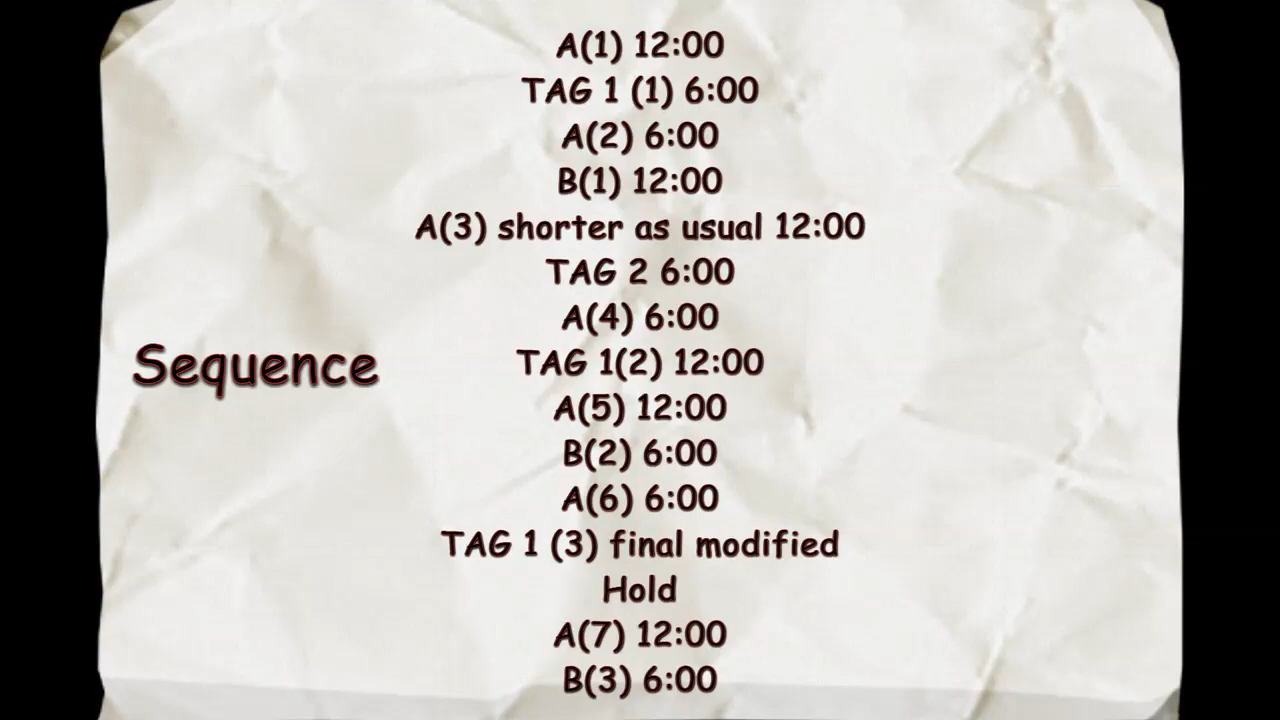 A(1) 12:00
TAG 1 (1) 6:00
A(2) 6:00
B(1) 12:00
A(3) shorter as usual 12:00
TAG 2 6:00
A(4) 6:00
Sequence
TAG 1(2) 12:00
A(5) 12:00
B(2) 6:00
A(6) 6:00
TAG 1 (3) final modified
Hold
A(7) 12:00
B(3) 6:00